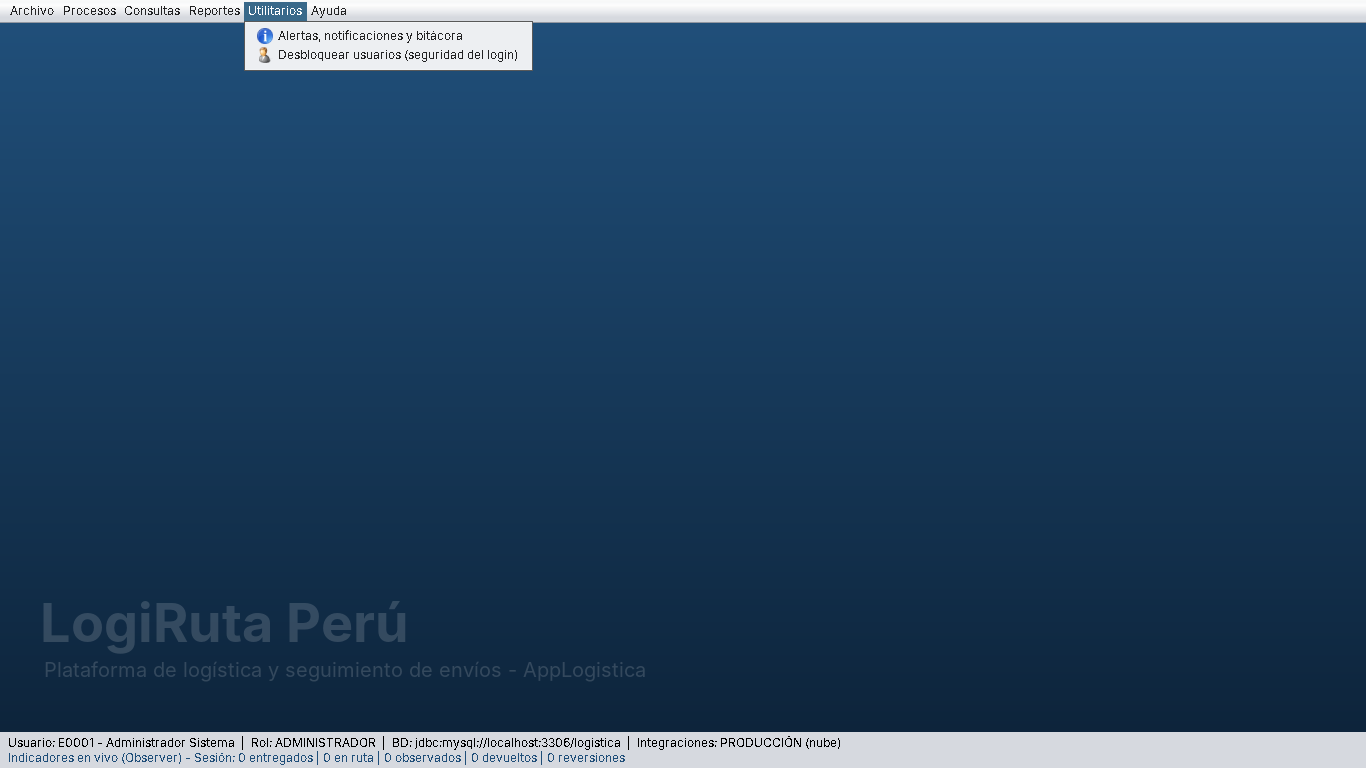 Archivo Procesos Consultas Reportes Utilitarios Ayuda
Alertas, notificaciones y bitácora
Desbloquear usuarios (seguridad del login)
LogiRuta Perú
Plataforma de logística y seguimiento de envíos - AppLogistica
Usuario: E0001 - Administrador Sistema | Rol: ADMINISTRADOR | BD: jdbc:mysql://localhost:3306/logistica | Integraciones: PRODUCCIÓN (nube)
Indicadores en vivo (Observer) - Sesión: 0 entregados | 0 en ruta | 0 observados | 0 devueltos | 0 reversiones